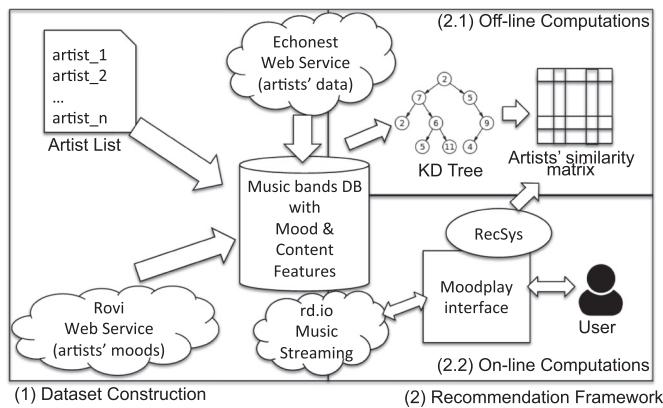 (2.1) Off-line Computations
artist_1
artist_2
...
artist_n
Artist List
Echonest
Web Service
(artists' data)
2
7
5
2
6
9
5
11
4
KD Tree
Artists' similarity
matrix
Music bands DB
with
Mood &
Content
Features
RecSys
Moodplay
interface
User
Rovi
Web Service
(artists' moods)
rd.io
Music
Streaming
(2.2) On-line Computations
(1) Dataset Construction
(2) Recommendation Framework